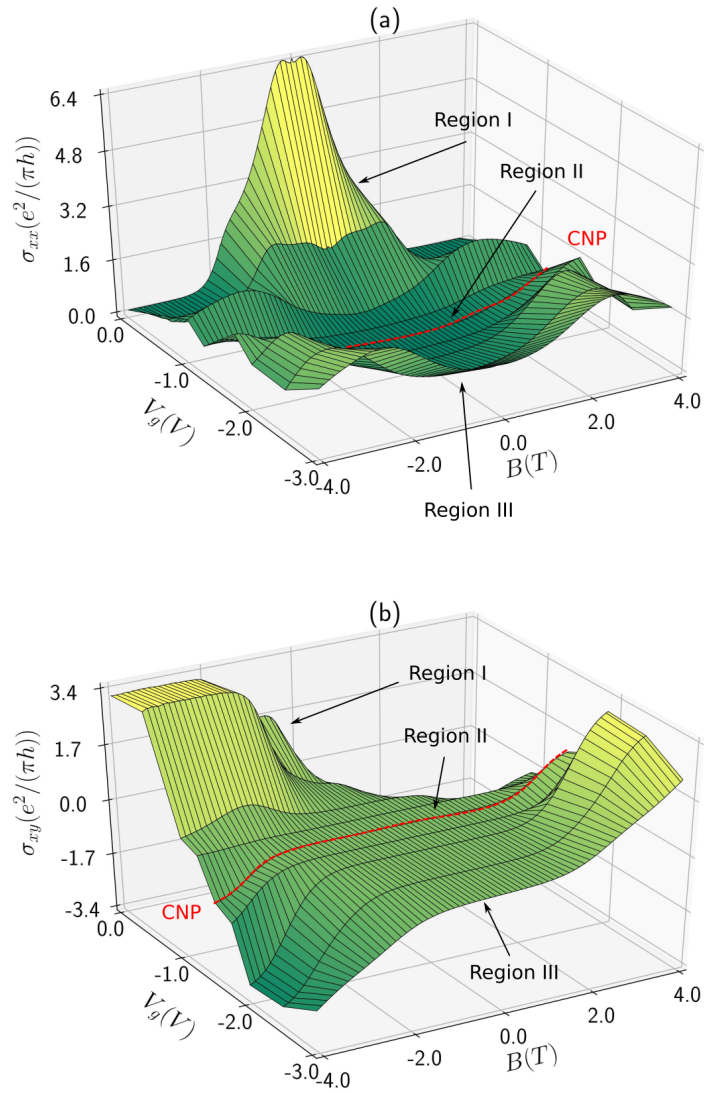 (a)
6.4
4.8
3.2
1.6
0.0
σxx(e²/(πh))
Region I
Region II
CNP
0.0
-1.0
-2.0
-3.0
Vg(V)
-4.0
-2.0
0.0
2.0
4.0
B(T)
Region III
(b)
3.4
1.7
0.0
-1.7
-3.4
σxy(e²/(πh))
Region I
Region II
CNP
Region III
0.0
-1.0
-2.0
-3.0
Vg(V)
-4.0
-2.0
0.0
2.0
4.0
B(T)